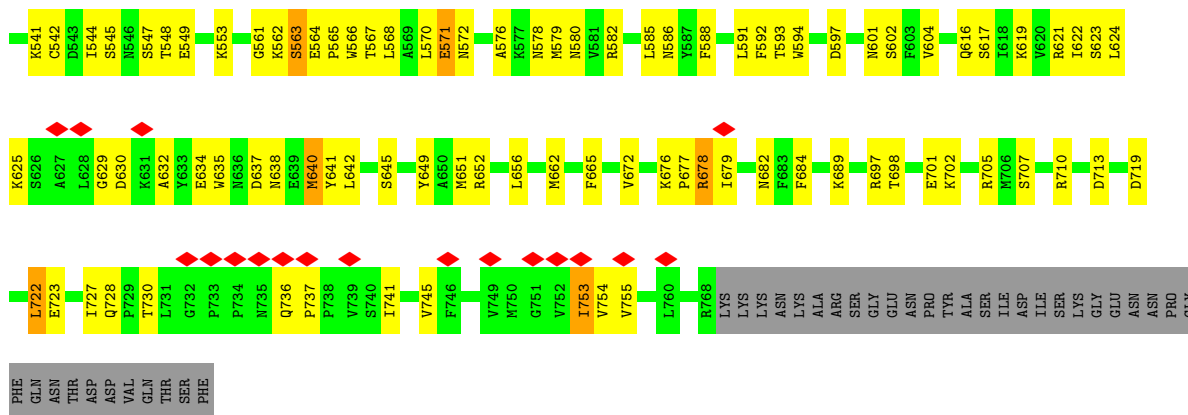 K541 C542 D543 I544 S545 N546 S547 T548 E549 K553 G561 K562 S563 E564 P565 W566 T567 L568 A569 L570 E571 N572 A576 K577 N578 M579 N580 V581 R582 L585 N586 Y587 F588 L591 F592 T593 W594 D597 N601 S602 F603 V604 Q616 S617 I618 K619 V620 R621 I622 S623 L624
K625 S626 A627 L628 G629 D630 K631 A632 Y633 E634 W635 N636 D637 N638 E639 M640 Y641 L642 S645 Y649 A650 M651 R652 L656 M662 F665 V672 K676 P677 R678 I679 N682 F683 F684 K689 R697 T698 E701 K702 R705 M706 S707 R710 D713 D719
L722 E723 I727 Q728 P729 T730 L731 G732 P733 P734 N735 Q736 P737 P738 V739 S740 I741 V745 F746 V749 M750 G751 V752 I753 V754 V755 L760 R768 LYS LYS LYS ASN LYS ALA ARG SER GLY GLU ASN PRO TYR ALA SER ILE ASP ILE SER LYS GLY GLU ASN ASN PRO GLY
PHE GLN ASN THR ASP ASP VAL GLN THR SER PHE